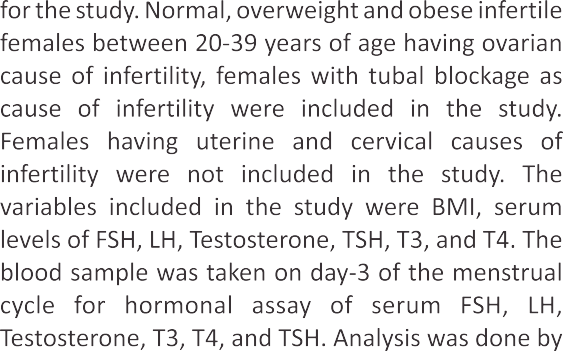 for the study. Normal, overweight and obese infertile
females between 20-39 years of age having ovarian
cause of infertility, females with tubal blockage as
cause of infertility were included in the study.
Females having uterine and cervical causes of
infertility were not included in the study. The
variables included in the study were BMI, serum
levels of FSH, LH, Testosterone, TSH, T3, and T4. The
blood sample was taken on day-3 of the menstrual
cycle for hormonal assay of serum FSH, LH,
Testosterone, T3, T4, and TSH. Analysis was done by